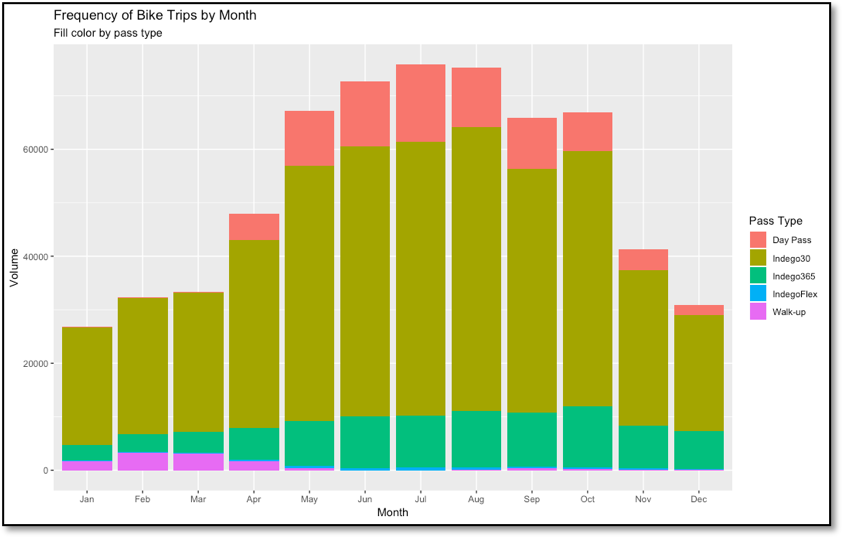 Frequency of Bike Trips by Month
Fill color by pass type
60000
40000
20000
0
Volume
Jan Feb Mar Apr May Jun Jul Aug Sep Oct Nov Dec
Month
Pass Type
Day Pass
Indego30
Indego365
IndegoFlex
Walk-up